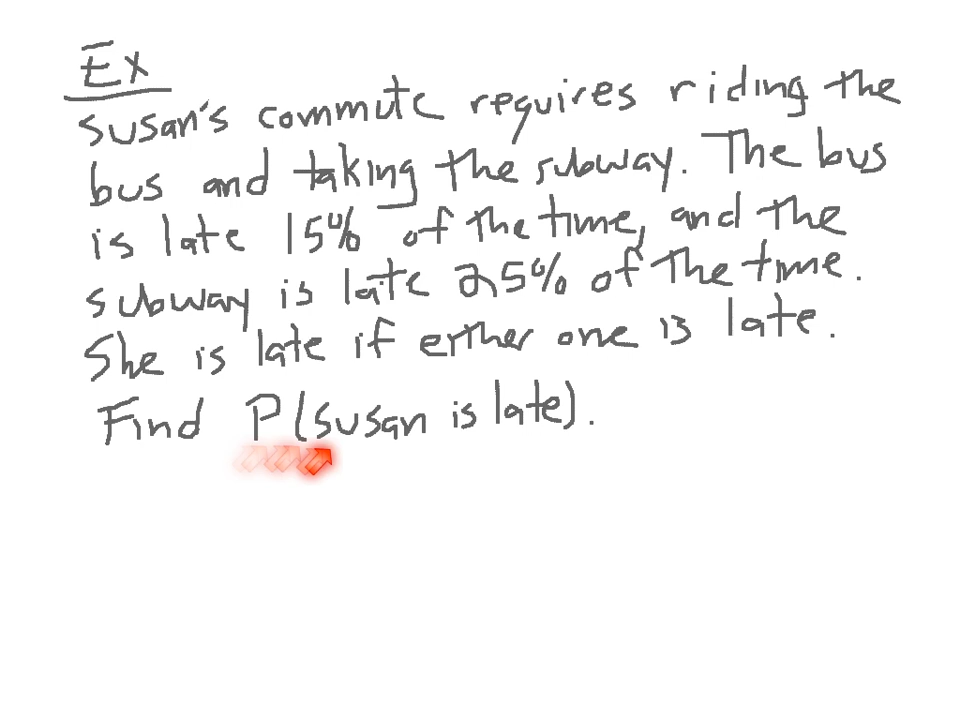 Ex
Susan's commute requires riding the
bus and taking the subway. The bus
is late 15% of the time, and the
subway is late 25% of the time.
She is late if either one is late.
Find P(Susan is late).